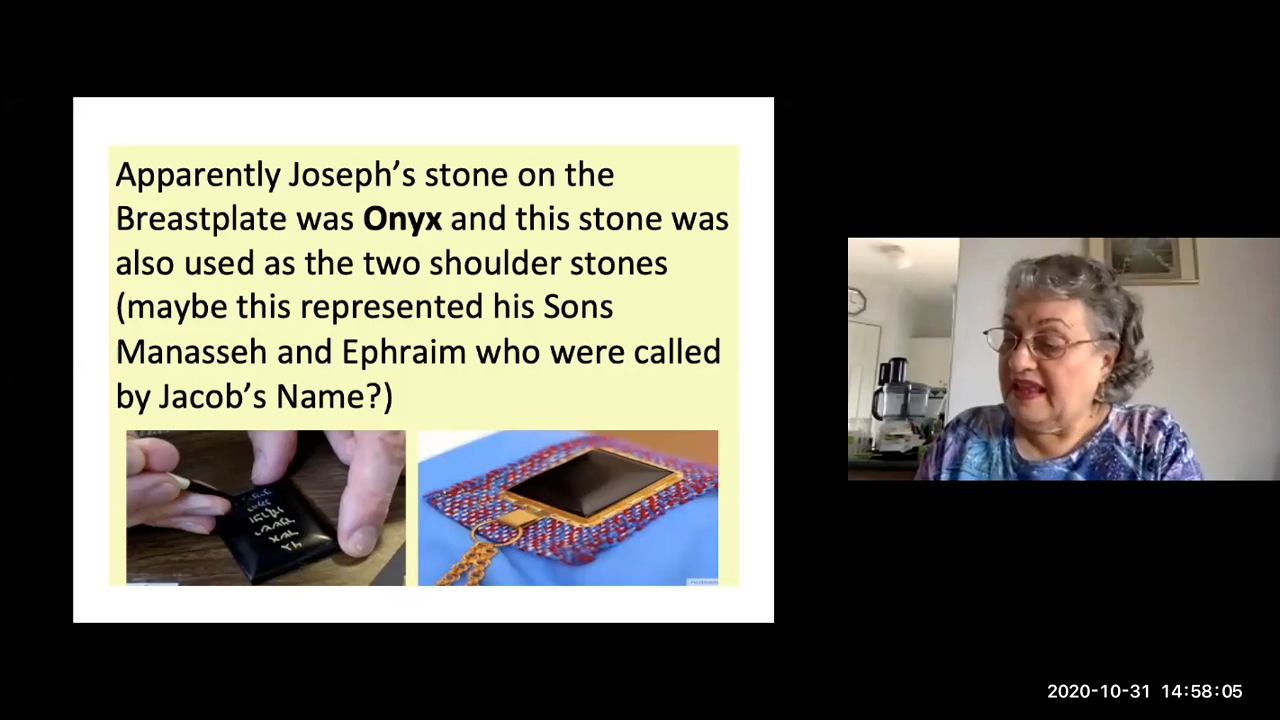 Apparently Joseph’s stone on the
Breastplate was Onyx and this stone was
also used as the two shoulder stones
(maybe this represented his Sons
Manasseh and Ephraim who were called
by Jacob’s Name?)
2020-10-31 14:58:05